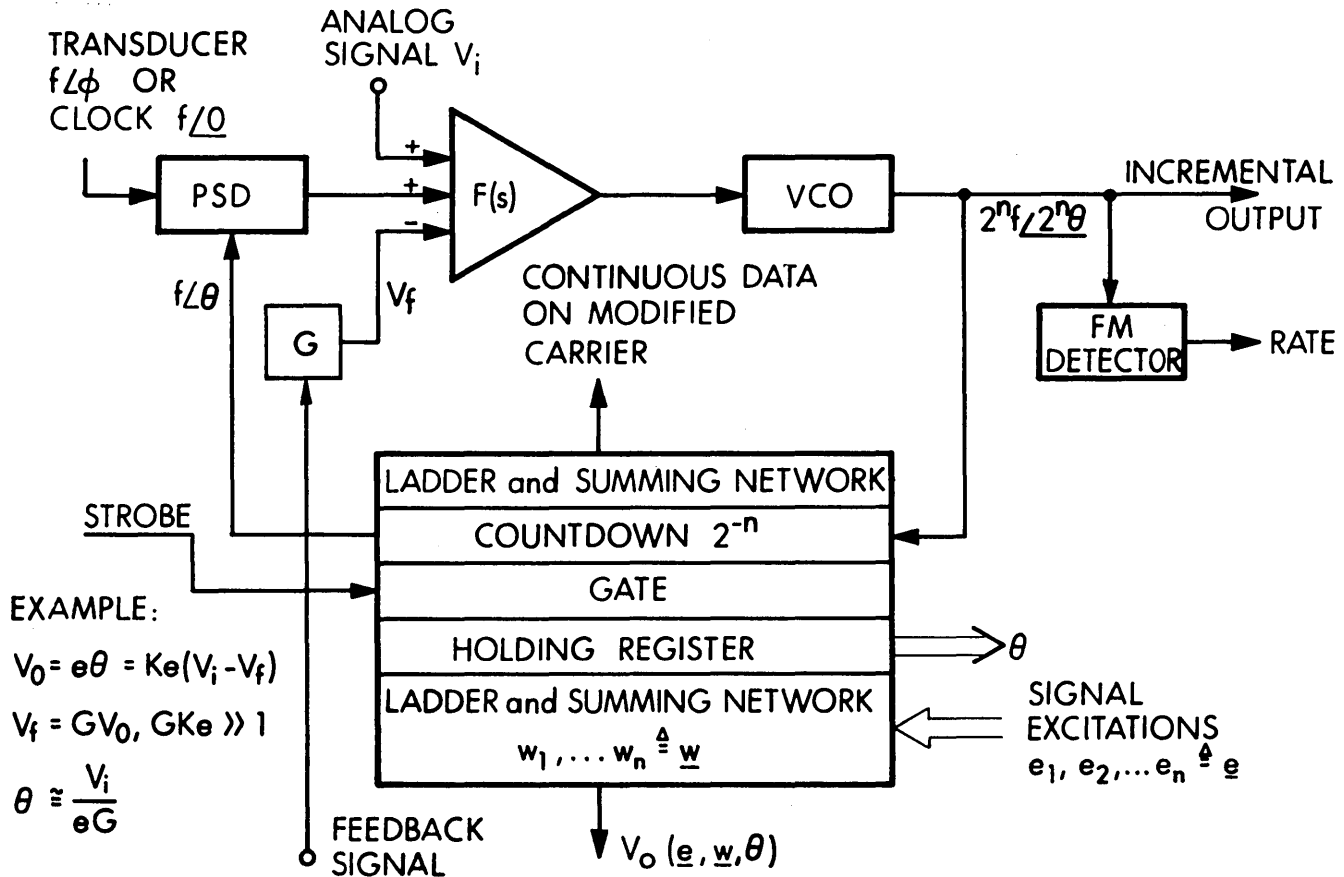 TRANSDUCER
f∠ϕ OR
CLOCK f∠0
ANALOG
SIGNAL Vi
PSD
+
+
-
F(s)
VCO
2ⁿf∠2ⁿθ
INCREMENTAL
OUTPUT
f∠θ
Vf
G
CONTINUOUS DATA
ON MODIFIED
CARRIER
FM
DETECTOR
RATE
LADDER and SUMMING NETWORK
STROBE
COUNTDOWN 2⁻ⁿ
GATE
HOLDING REGISTER
θ
LADDER and SUMMING NETWORK
w₁, ... wₙ ≜ w
SIGNAL
EXCITATIONS
e₁, e₂, ... eₙ ≜ e
EXAMPLE:
V₀ = eθ = Ke(Vi - Vf)
Vf = GV₀, GKe ≫ 1
θ ≅ Vi
eG
FEEDBACK
SIGNAL
Vo (e, w, θ)